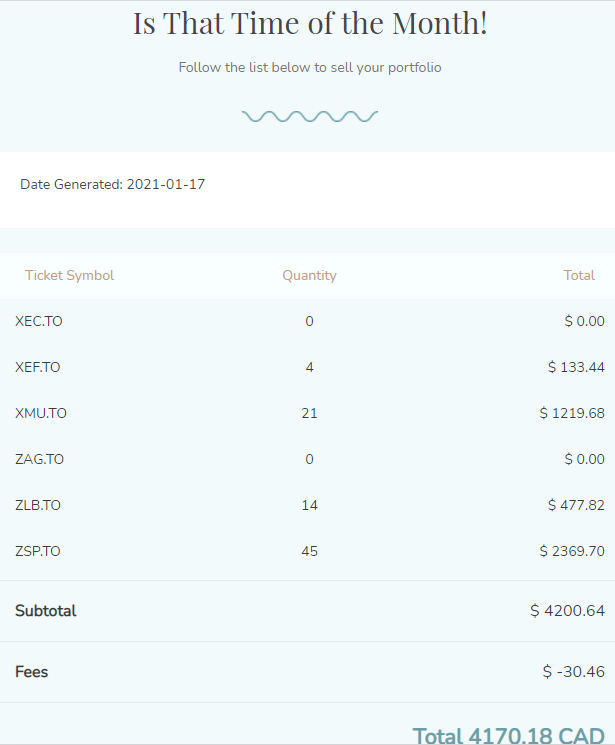 Is That Time of the Month!
Follow the list below to sell your portfolio
Date Generated: 2021-01-17
Ticket Symbol Quantity Total
XEC.TO 0 $ 0.00
XEF.TO 4 $ 133.44
XMU.TO 21 $ 1219.68
ZAG.TO 0 $ 0.00
ZLB.TO 14 $ 477.82
ZSP.TO 45 $ 2369.70
Subtotal $ 4200.64
Fees $ -30.46
Total 4170.18 CAD